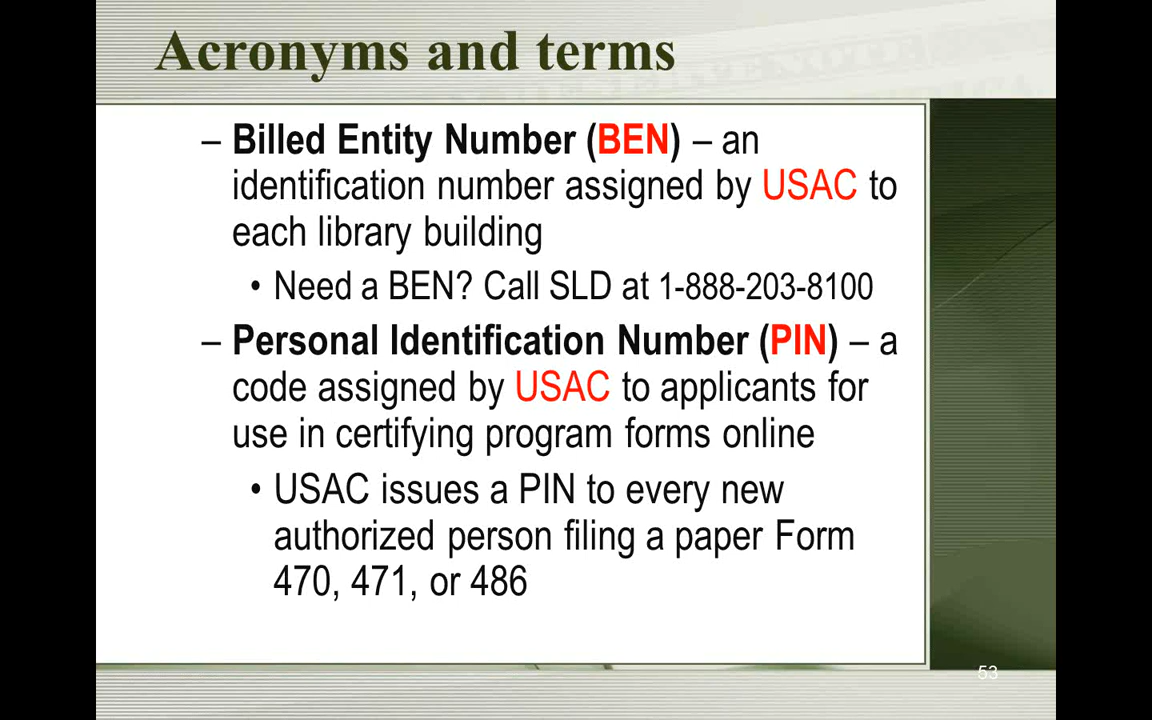 Acronyms and terms
– Billed Entity Number (BEN) – an
identification number assigned by USAC to
each library building
• Need a BEN? Call SLD at 1-888-203-8100
– Personal Identification Number (PIN) – a
code assigned by USAC to applicants for
use in certifying program forms online
• USAC issues a PIN to every new
authorized person filing a paper Form
470, 471, or 486
53